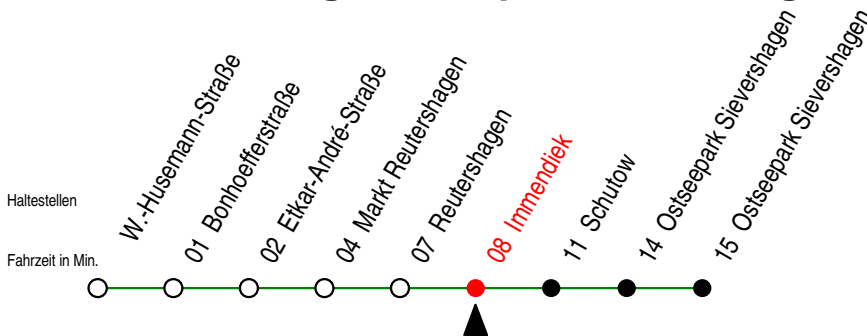 Haltestellen
Fahrzeit in Min.
W.-Husemann-Straße
01 Bonhoefferstraße
02 Etkar-André-Straße
04 Markt Reutershagen
07 Reutershagen
08 Immendiek
11 Schutow
14 Ostseepark Sievershagen
15 Ostseepark Sievershagen